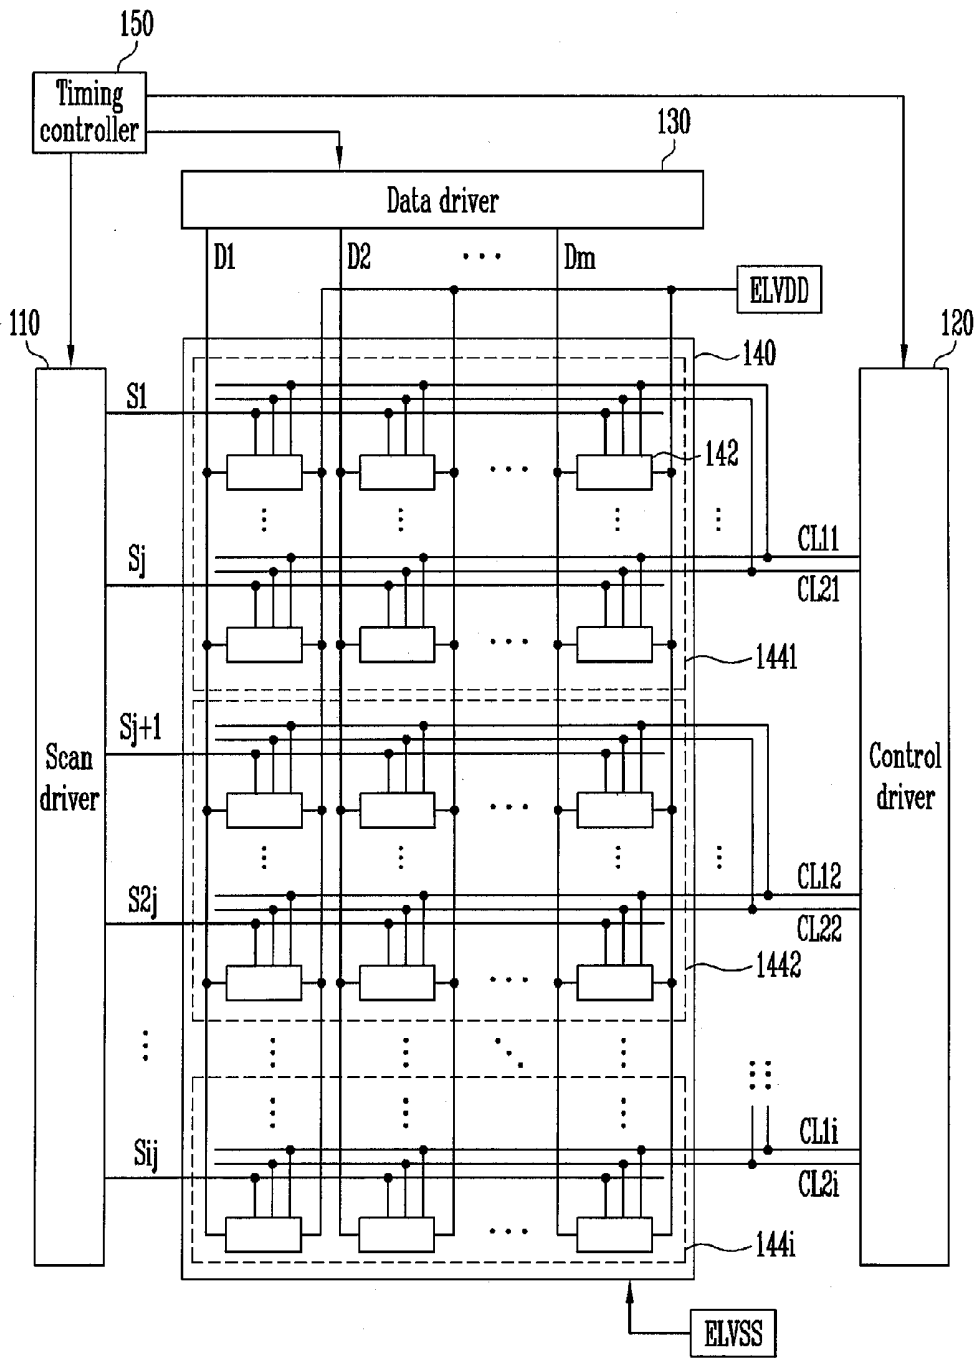 150
Timing
controller
130
Data driver
D1 D2 ... Dm
ELVDD
110
140
120
S1
142
Sj
CL11
CL21
1441
Sj+1
Scan
driver
Control
driver
CL12
S2j
CL22
1442
CL1i
Sij
CL2i
144i
ELVSS